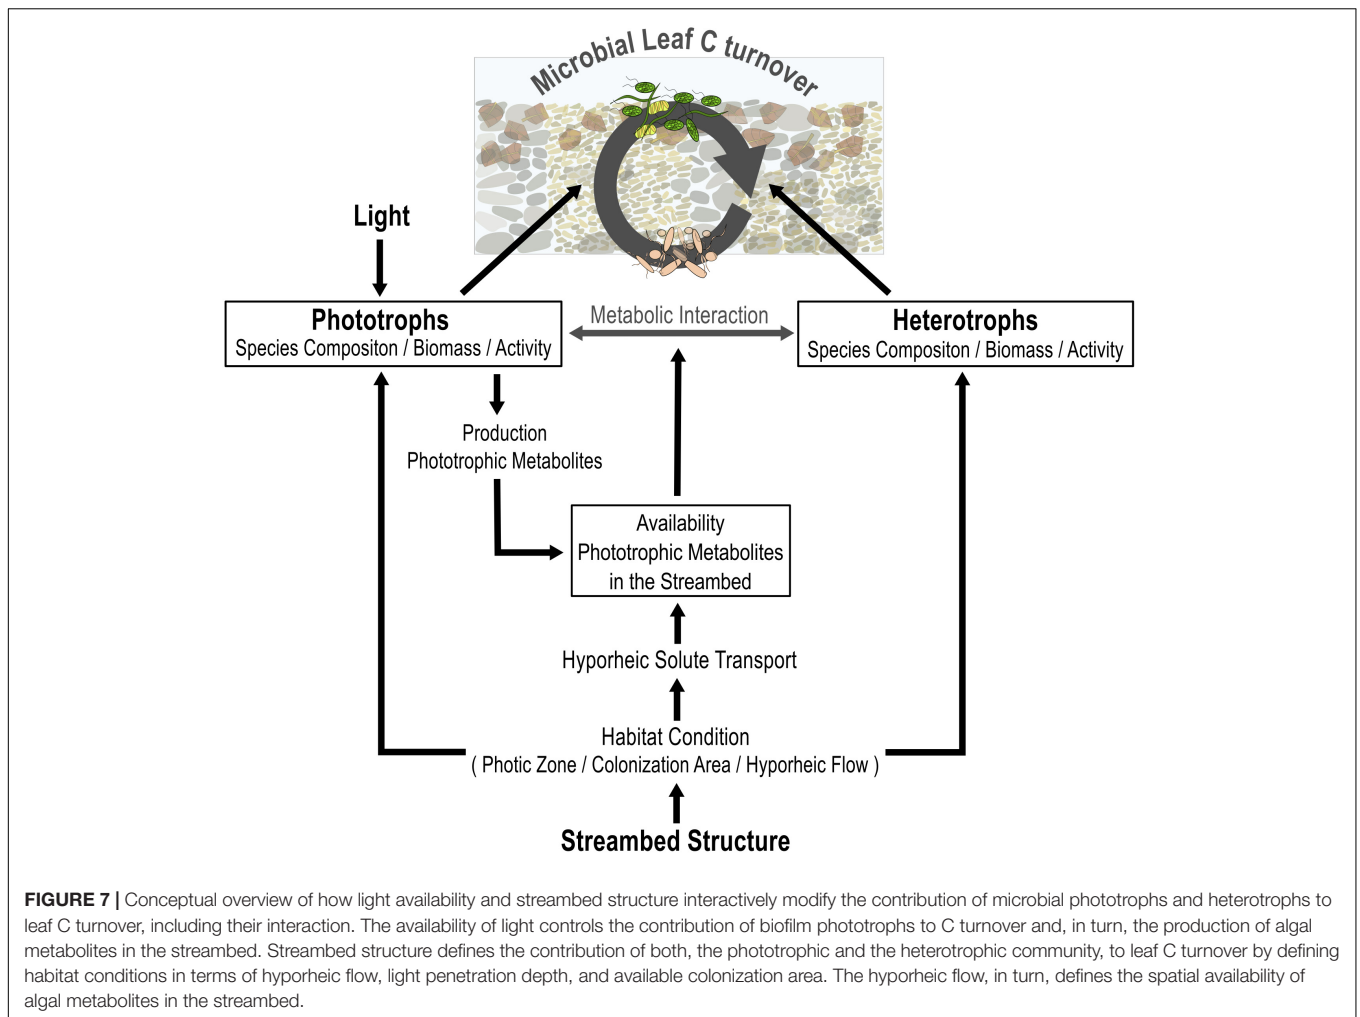 Microbial Leaf C turnover
Light
Phototrophs
Species Compositon / Biomass / Activity
Metabolic Interaction
Heterotrophs
Species Compositon / Biomass / Activity
Production
Phototrophic Metabolites
Availability
Phototrophic Metabolites
in the Streambed
Hyporheic Solute Transport
Habitat Condition
( Photic Zone / Colonization Area / Hyporheic Flow )
Streambed Structure
FIGURE 7 | Conceptual overview of how light availability and streambed structure interactively modify the contribution of microbial phototrophs and heterotrophs to
leaf C turnover, including their interaction. The availability of light controls the contribution of biofilm phototrophs to C turnover and, in turn, the production of algal
metabolites in the streambed. Streambed structure defines the contribution of both, the phototrophic and the heterotrophic community, to leaf C turnover by defining
habitat conditions in terms of hyporheic flow, light penetration depth, and available colonization area. The hyporheic flow, in turn, defines the spatial availability of
algal metabolites in the streambed.